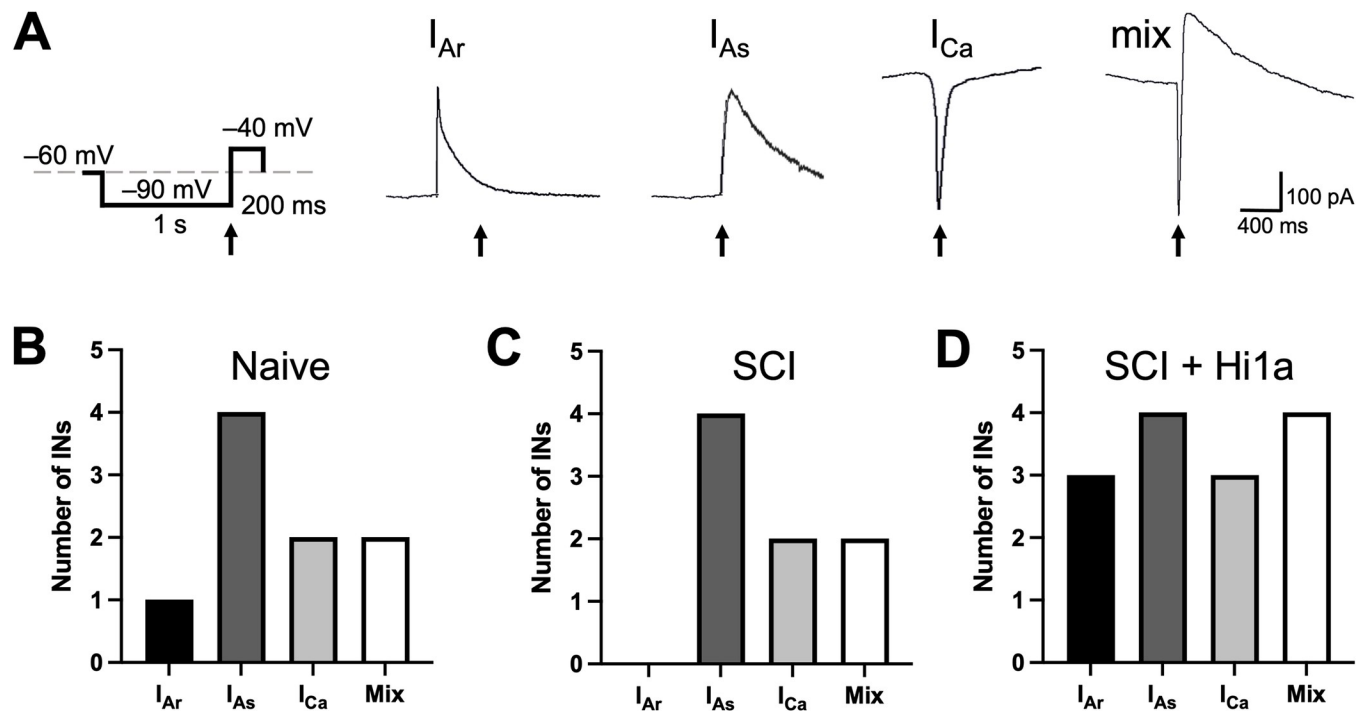 A
I_Ar
I_As
I_Ca
mix
–40 mV
–60 mV
–90 mV
200 ms
1 s
100 pA
400 ms
B
Naive
5
4
3
2
1
0
Number of INs
I_Ar I_As I_Ca Mix
C
SCI
5
4
3
2
1
0
Number of INs
I_Ar I_As I_Ca Mix
D
SCI + Hi1a
5
4
3
2
1
0
Number of INs
I_Ar I_As I_Ca Mix